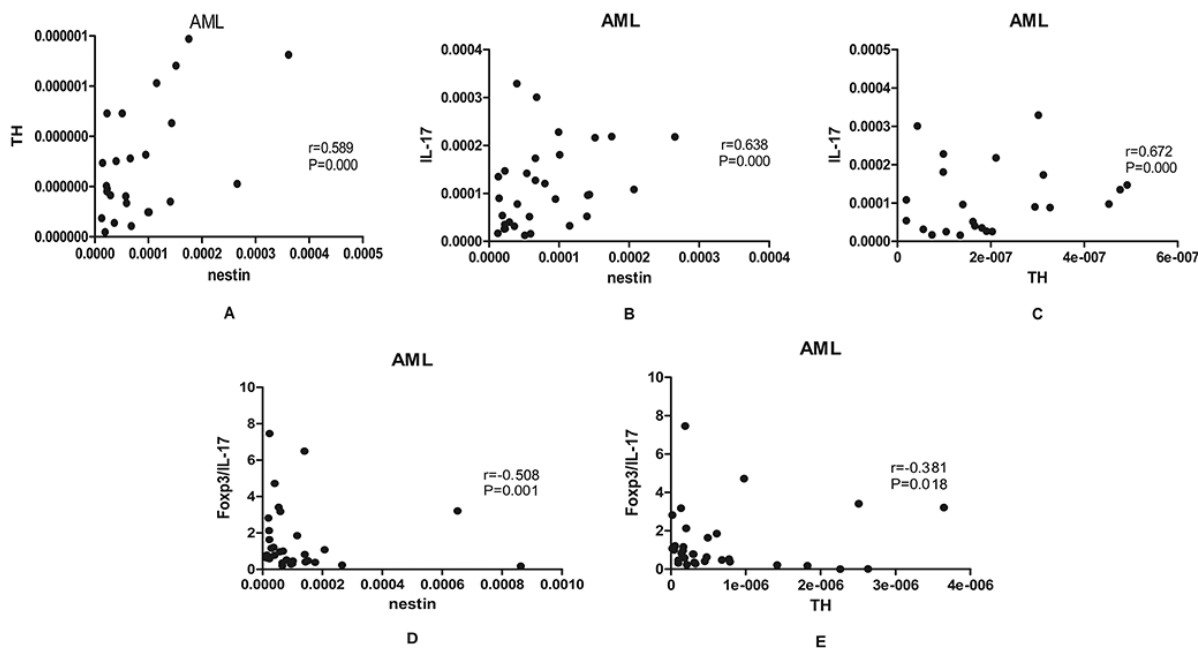 AML
TH
0.000001
0.000001
0.000000
0.000000
0.000000
0.0000 0.0001 0.0002 0.0003 0.0004 0.0005
nestin
r=0.589
P=0.000
A
AML
IL-17
0.0004
0.0003
0.0002
0.0001
0.0000
0.0000 0.0001 0.0002 0.0003 0.0004
nestin
r=0.638
P=0.000
B
AML
IL-17
0.0005
0.0004
0.0003
0.0002
0.0001
0.0000
0 2e-007 4e-007 6e-007
TH
r=0.672
P=0.000
C
AML
Foxp3/IL-17
10
8
6
4
2
0
0.0000 0.0002 0.0004 0.0006 0.0008 0.0010
nestin
r=-0.508
P=0.001
D
AML
Foxp3/IL-17
10
8
6
4
2
0
0 1e-006 2e-006 3e-006 4e-006
TH
r=-0.381
P=0.018
E